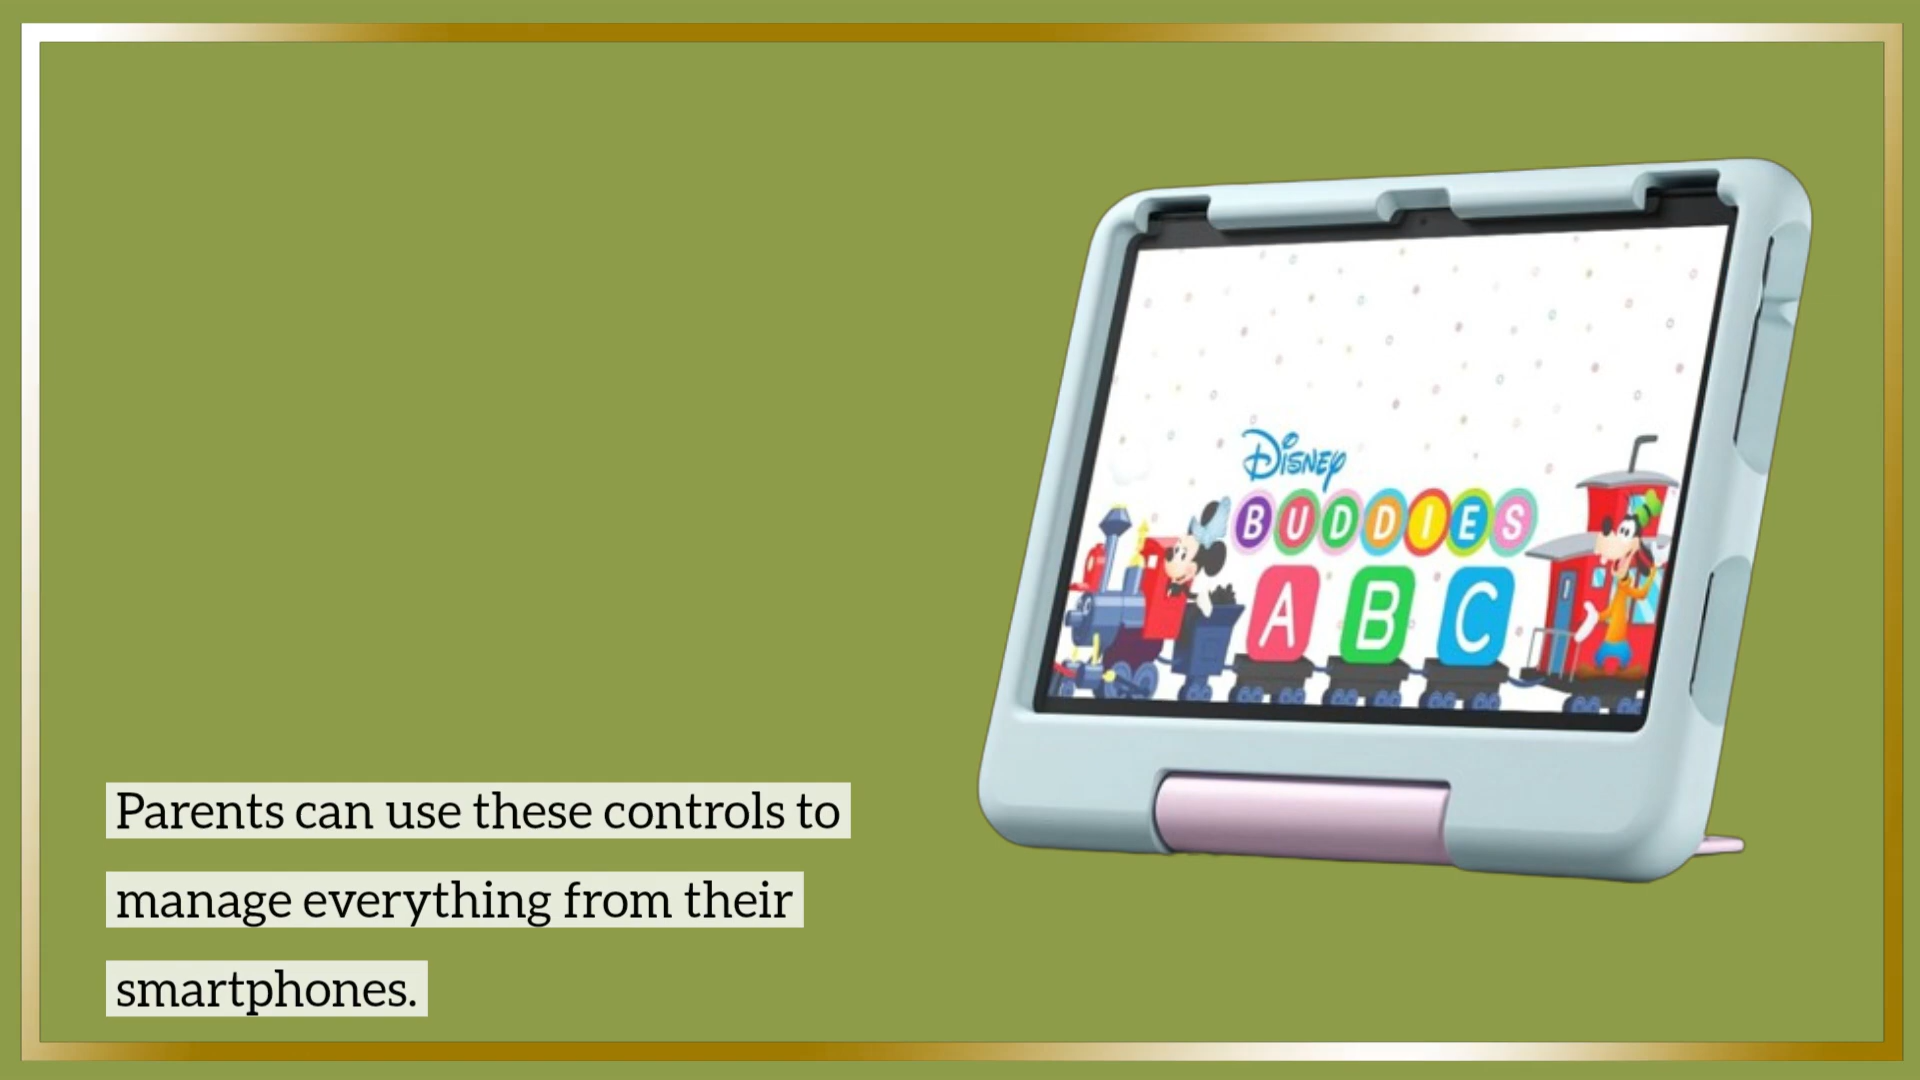 Disney
BUDDIES
A B C
Parents can use these controls to
manage everything from their
smartphones.